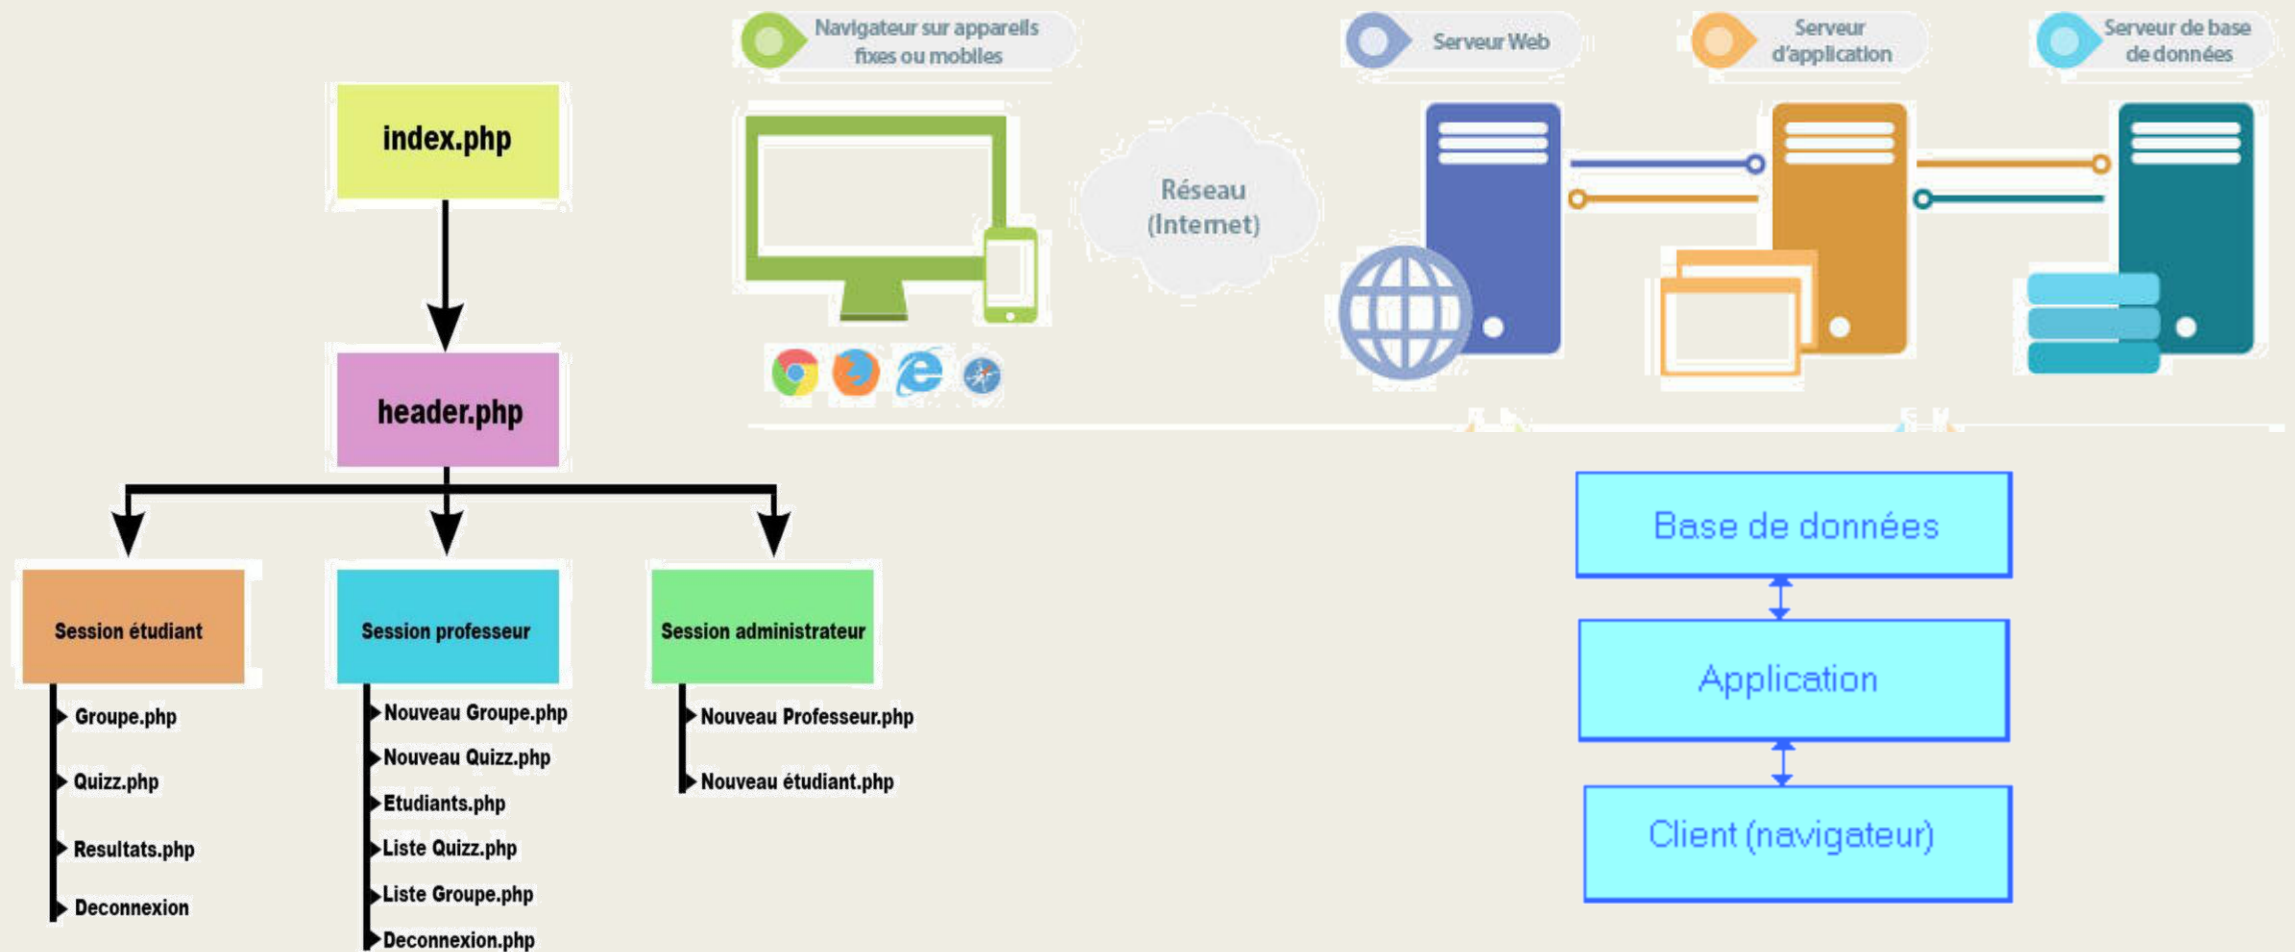 index.php
header.php
Session étudiant
Groupe.php
Quizz.php
Resultats.php
Deconnexion
Session professeur
Nouveau Groupe.php
Nouveau Quizz.php
Etudiants.php
Liste Quizz.php
Liste Groupe.php
Deconnexion.php
Session administrateur
Nouveau Professeur.php
Nouveau étudiant.php
Navigateur sur appareils
fixes ou mobiles
Réseau
(Internet)
Serveur Web
Serveur
d'application
Serveur de base
de données
Base de données
Application
Client (navigateur)